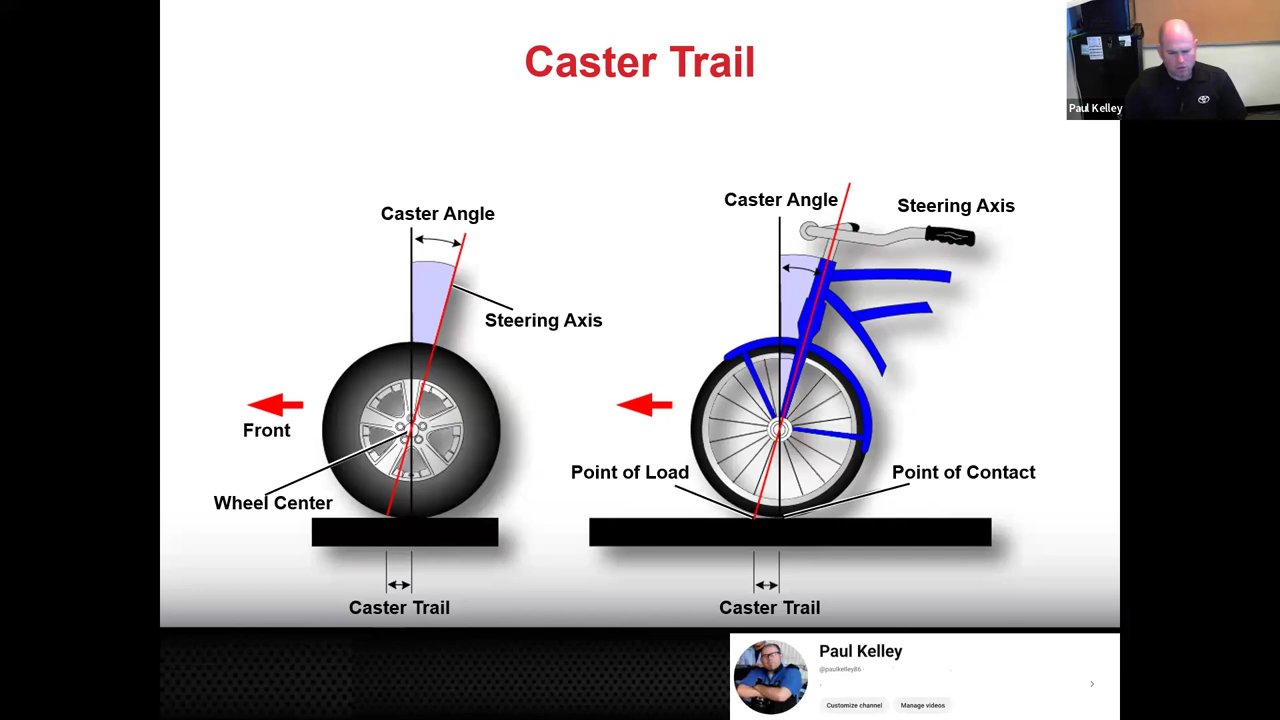 Caster Trail
Paul Kelley
Caster Angle
Steering Axis
Front
Wheel Center
Caster Trail
Caster Angle
Steering Axis
Point of Load
Point of Contact
Caster Trail
Paul Kelley
@paulkelley86
Customize channel
Manage videos